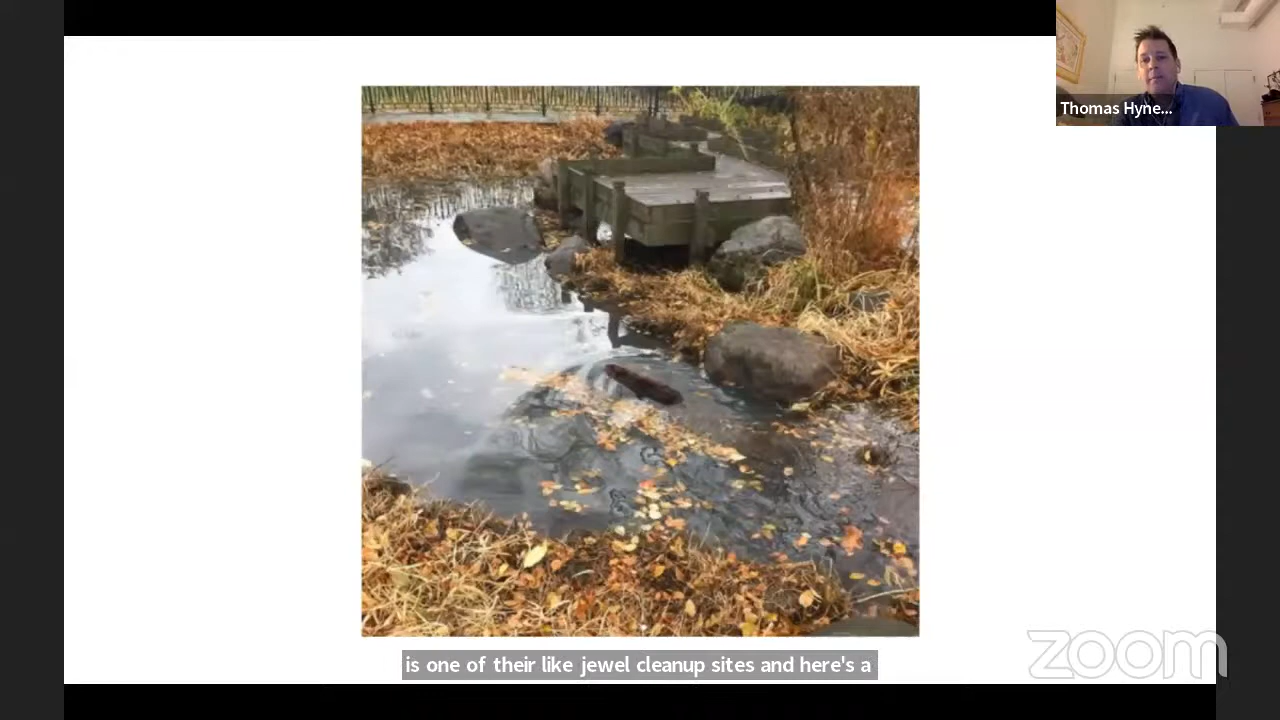 Thomas Hyne...
is one of their like jewel cleanup sites and here's a
zoom